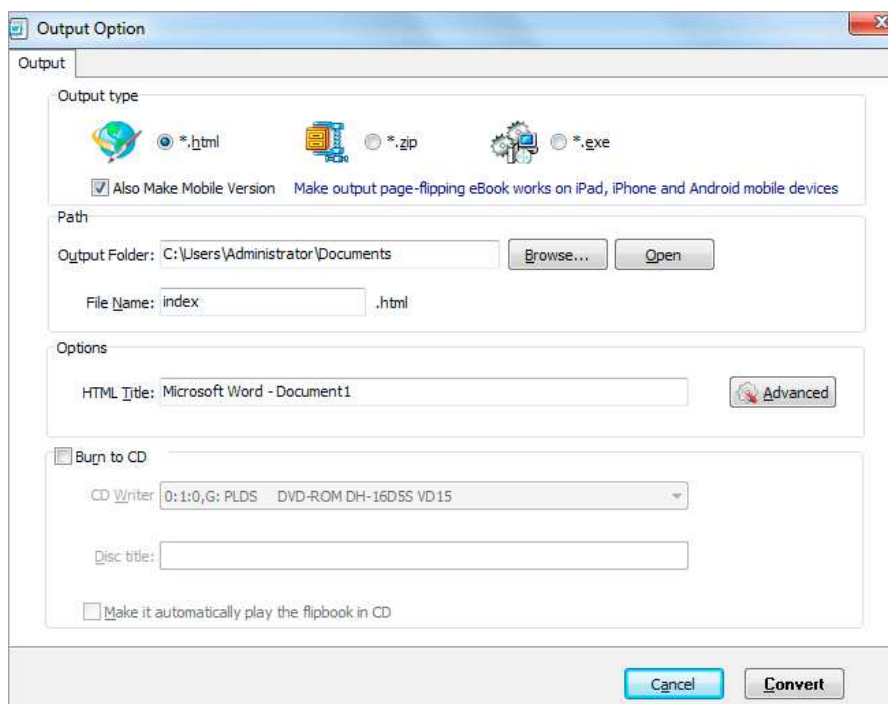 Output Option
Output
Output type
*.html
*.zip
*.exe
Also Make Mobile Version Make output page-flipping eBook works on iPad, iPhone and Android mobile devices
Path
Output Folder: C:\Users\Administrator\Documents Browse... Open
File Name: index .html
Options
HTML Title: Microsoft Word - Document1 Advanced
Burn to CD
CD Writer 0:1:0,G: PLDS DVD-ROM DH-16D5S VD15
Disc title:
Make it automatically play the flipbook in CD
Cancel Convert